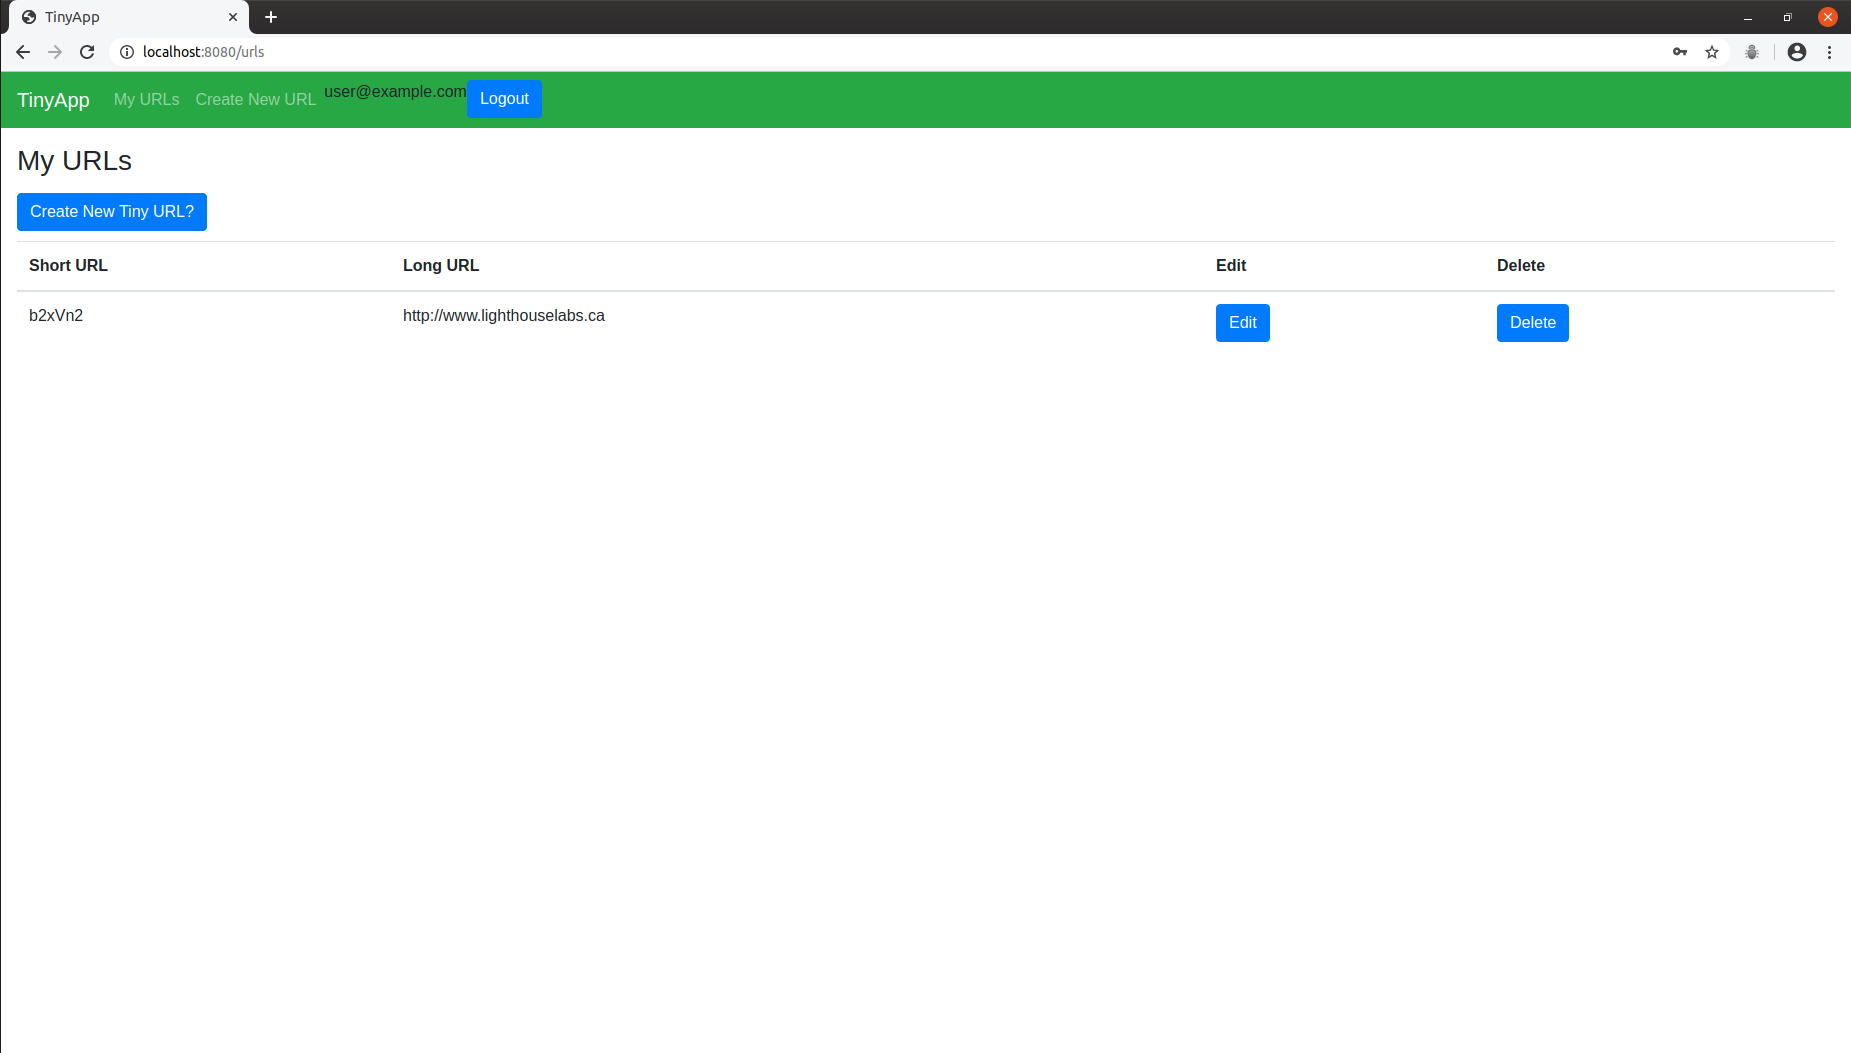 TinyApp
localhost:8080/urls
TinyApp My URLs Create New URL user@example.com Logout
My URLs
Create New Tiny URL?
Short URL Long URL Edit Delete
b2xVn2 http://www.lighthouselabs.ca Edit Delete